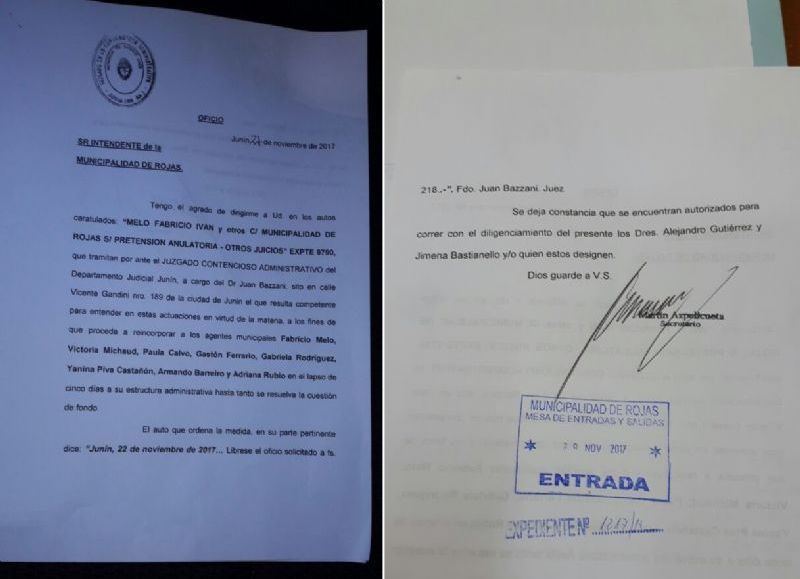 OFICIO
Junín, 27 de noviembre de 2017
SR INTENDENTE de la
MUNICIPALIDAD DE ROJAS.
Tengo el agrado de dirigirme a Ud. en los autos
caratulados: "MELO FABRICIO IVAN y otros C/ MUNICIPALIDAD DE
ROJAS S/ PRETENSION ANULATORIA - OTROS JUICIOS" EXPTE 8760,
que tramitan por ante el JUZGADO CONTENCIOSO ADMINISTRATIVO del
Departamento Judicial Junín, a cargo del Dr Juan Bazzani, sito en calle
Vicente Gandini nro. 189 de la ciudad de Junín el que resulta competente
para entender en estas actuaciones en virtud de la materia, a los fines de
que proceda a reincorporar a los agentes municipales Fabricio Melo,
Victoria Michaud, Paula Calvo, Gastón Ferrario, Gabriela Rodríguez,
Yanina Piva Castañón, Armando Barreiro y Adriana Rubio en el lapso de
cinco días a su estructura administrativa hasta tanto se resuelva la cuestión
de fondo.
El auto que ordena la medida, en su parte pertinente
dice: "Junín, 22 de noviembre de 2017... Líbrese el oficio solicitado a fs.
218..-", Fdo. Juan Bazzani. Juez
Se deja constancia que se encuentran autorizados para
correr con el diligenciamiento del presente los Dres. Alejandro Gutiérrez y
Jimena Bastianello y/o quien estos designen.
Dios guarde a V.S.
Martín Axpelicueta
Secretario
MUNICIPALIDAD DE ROJAS
MESA DE ENTRADAS Y SALIDAS
NOV 2017
ENTRADA
EXPEDIENTE Nº